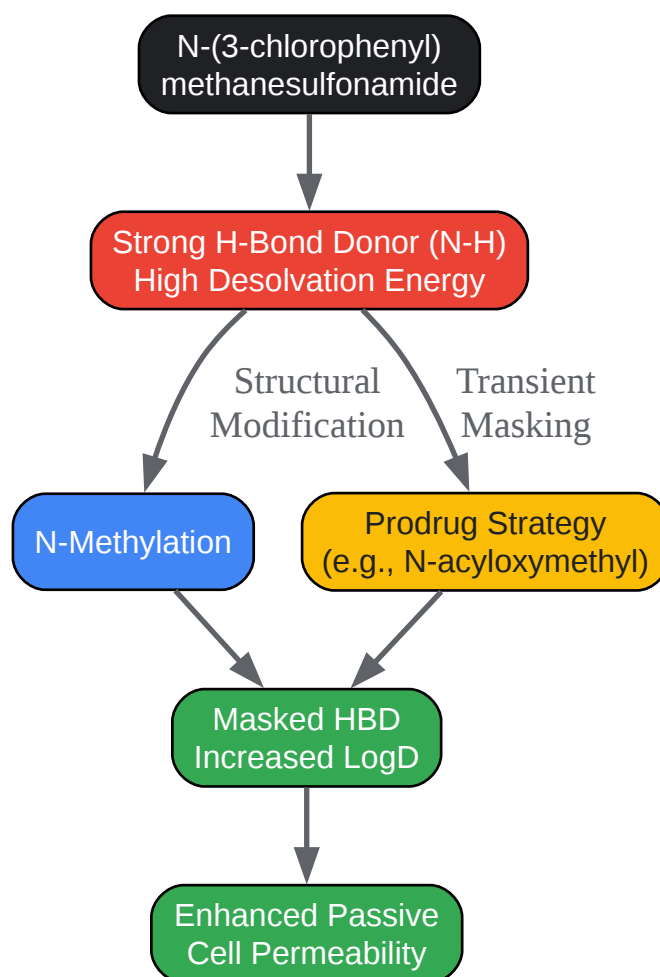 N-(3-chlorophenyl)
methanesulfonamide
Strong H-Bond Donor (N-H)
High Desolvation Energy
Structural
Modification
Transient
Masking
N-Methylation
Prodrug Strategy
(e.g., N-acyloxymethyl)
Masked HBD
Increased LogD
Enhanced Passive
Cell Permeability